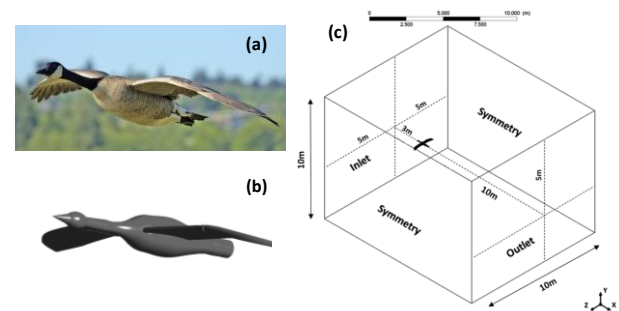 (a)
(b)
(c)
0 5.000 10.000 (m)
2.500 7.500
10m
5m
5m
3m
Inlet
Symmetry
Symmetry
5m
10m
Outlet
10m
Y
Z X